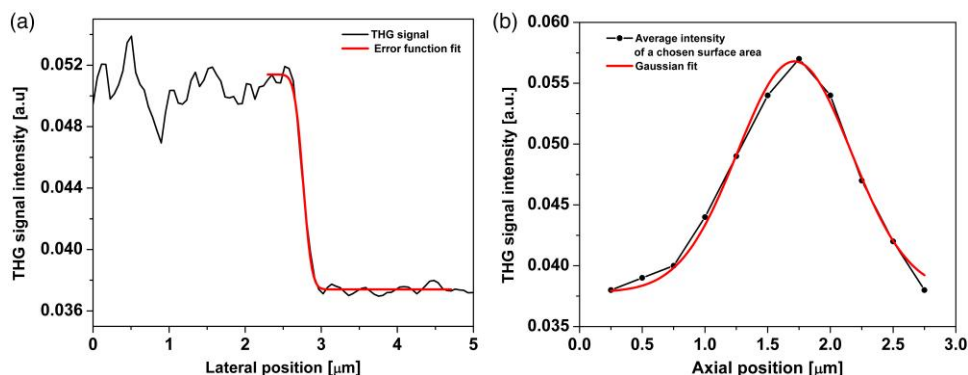 (a)
THG signal
Error function fit
THG signal intensity [a.u]
0.052
0.048
0.044
0.040
0.036
0 1 2 3 4 5
Lateral position [μm]
(b)
Average intensity
of a chosen surface area
Gaussian fit
THG signal intensity [a.u.]
0.060
0.055
0.050
0.045
0.040
0.035
0.0 0.5 1.0 1.5 2.0 2.5 3.0
Axial position [μm]